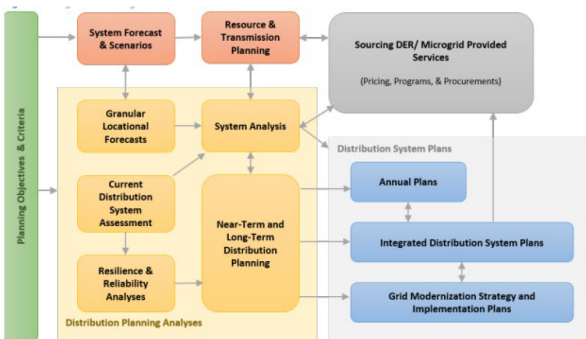 Planning Objectives & Criteria
System Forecast
& Scenarios
Resource &
Transmission
Planning
Sourcing DER/ Microgrid Provided
Services
(Pricing, Programs, & Procurements)
Granular
Locational
Forecasts
System Analysis
Distribution System Plans
Current
Distribution
System
Assessment
Annual Plans
Near-Term and
Long-Term
Distribution
Planning
Integrated Distribution System Plans
Resilience &
Reliability
Analyses
Grid Modernization Strategy and
Implementation Plans
Distribution Planning Analyses